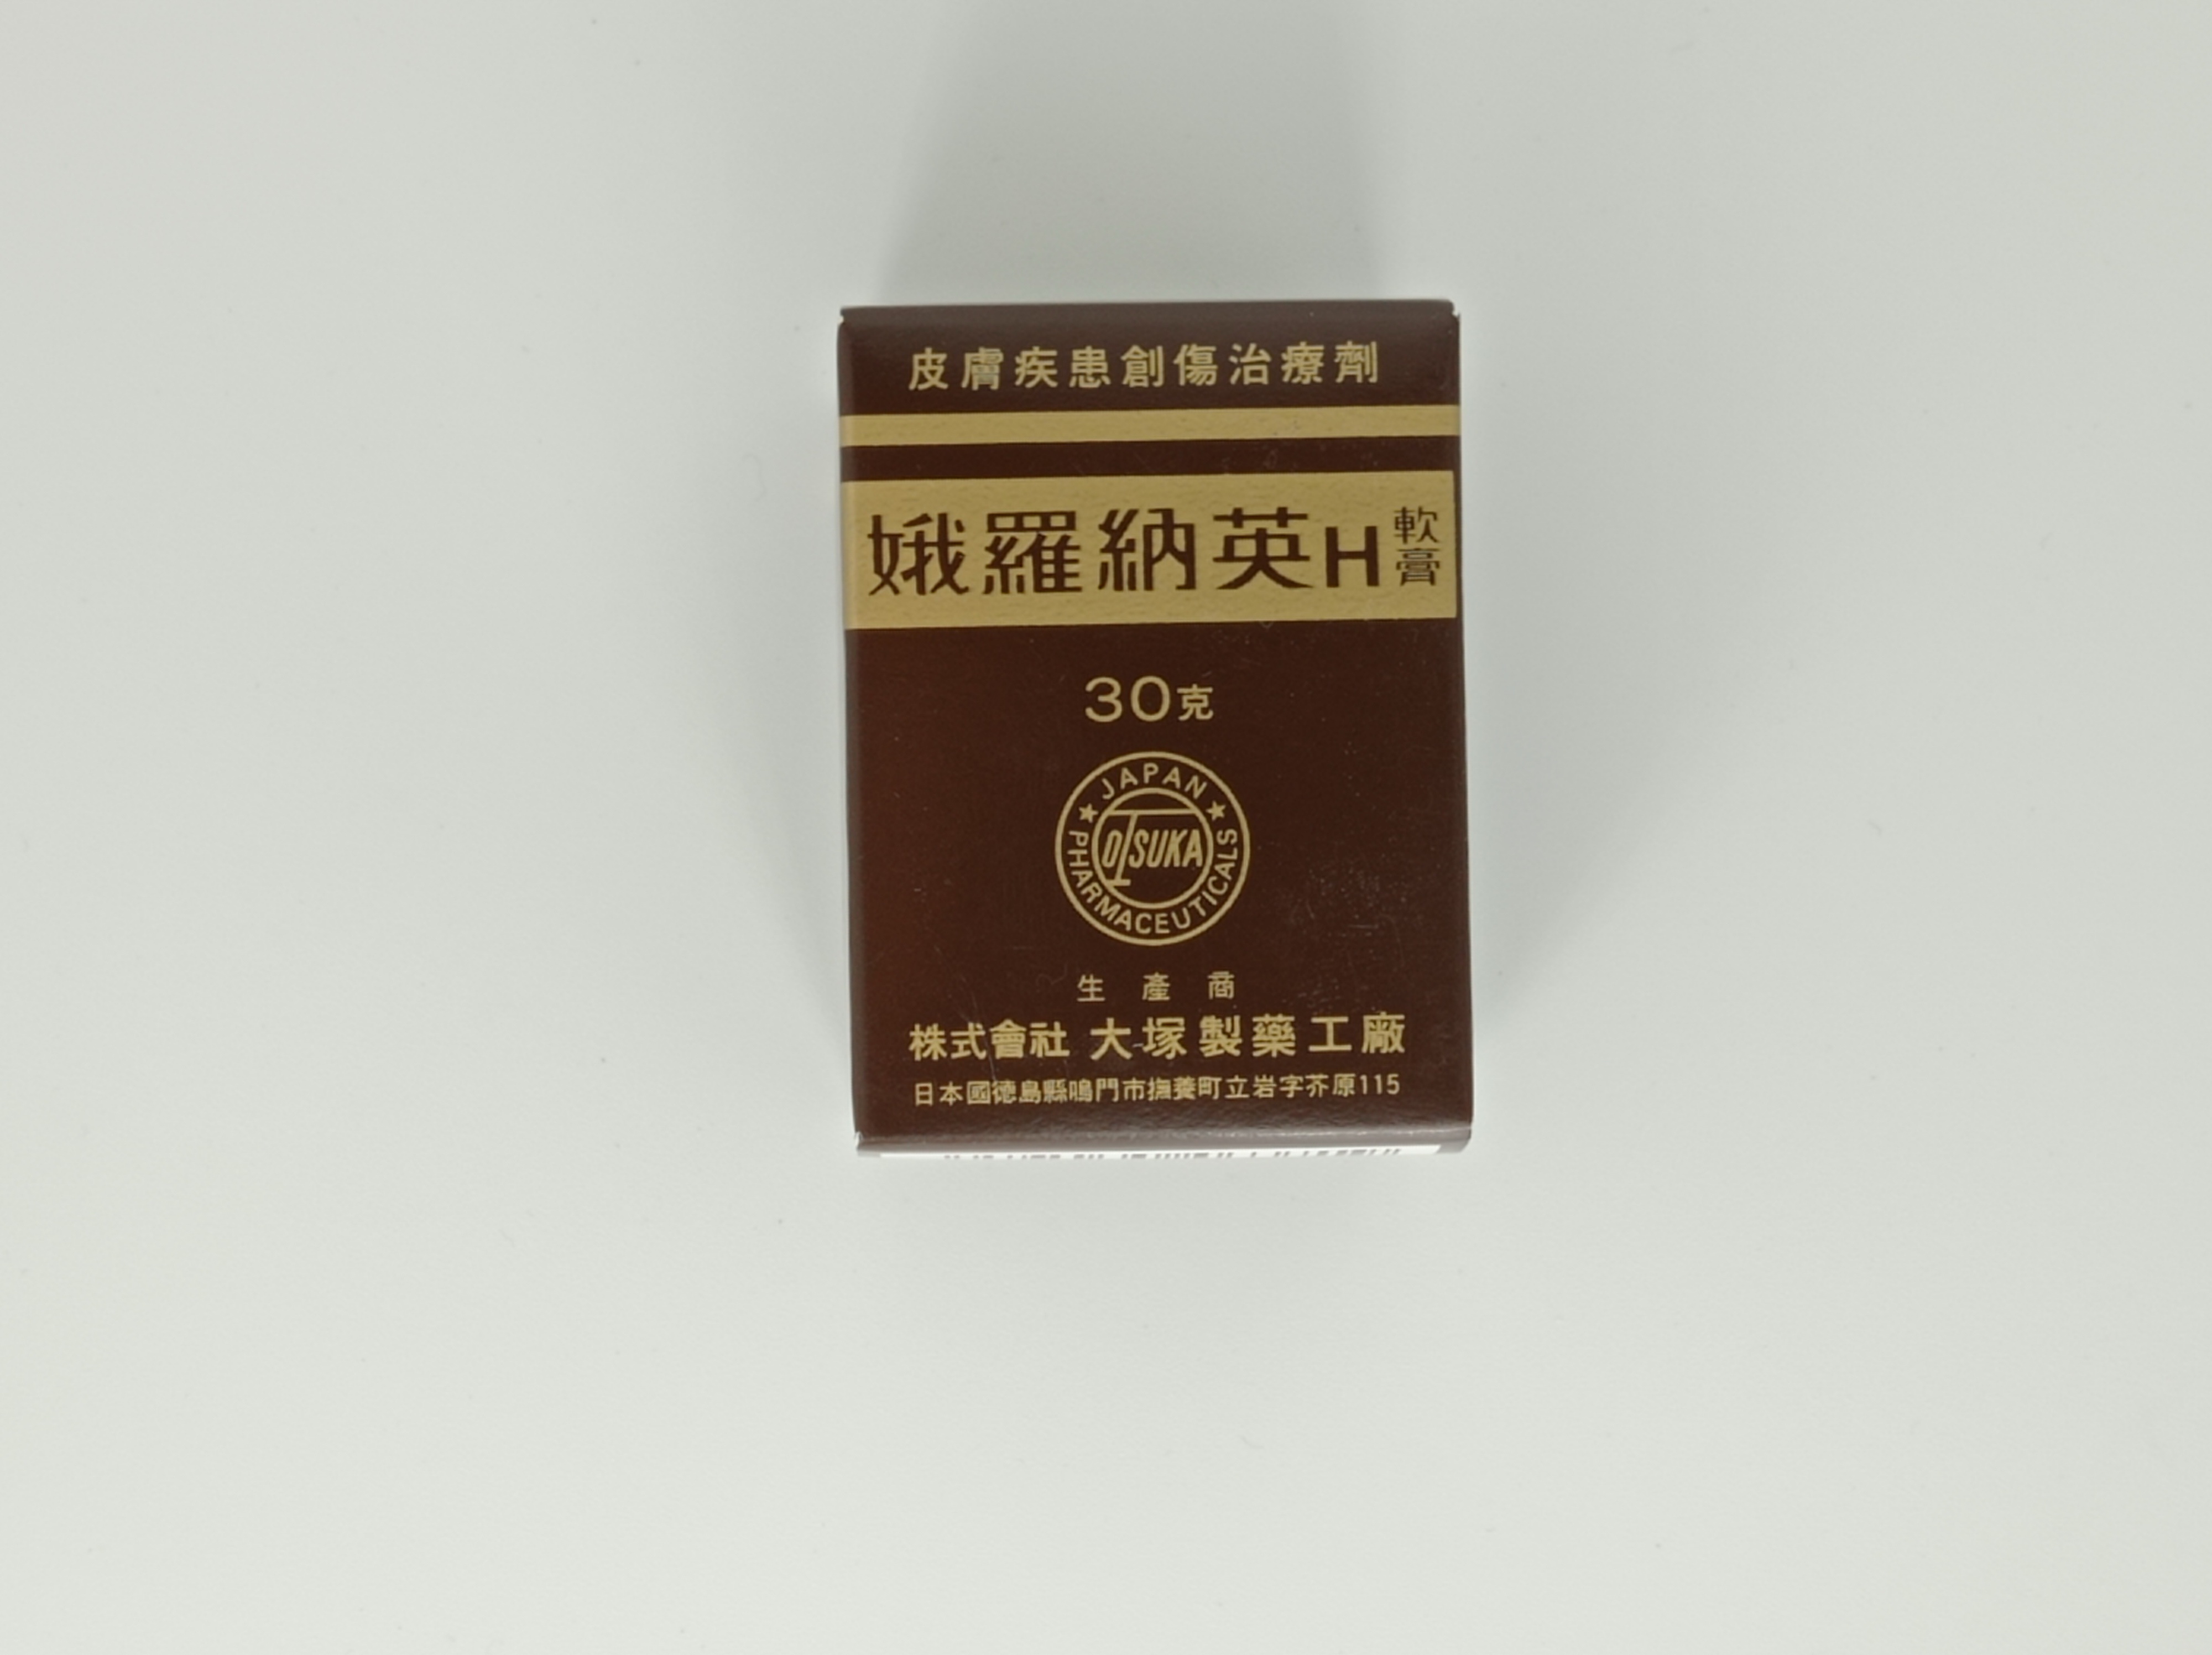 皮膚疾患創傷治療劑
娥羅納英H軟膏
30克
JAPAN
OTSUKA
PHARMACEUTICALS
生產商
株式會社 大塚製藥工廠
日本國徳島縣鳴門市撫養町立岩字芥原115